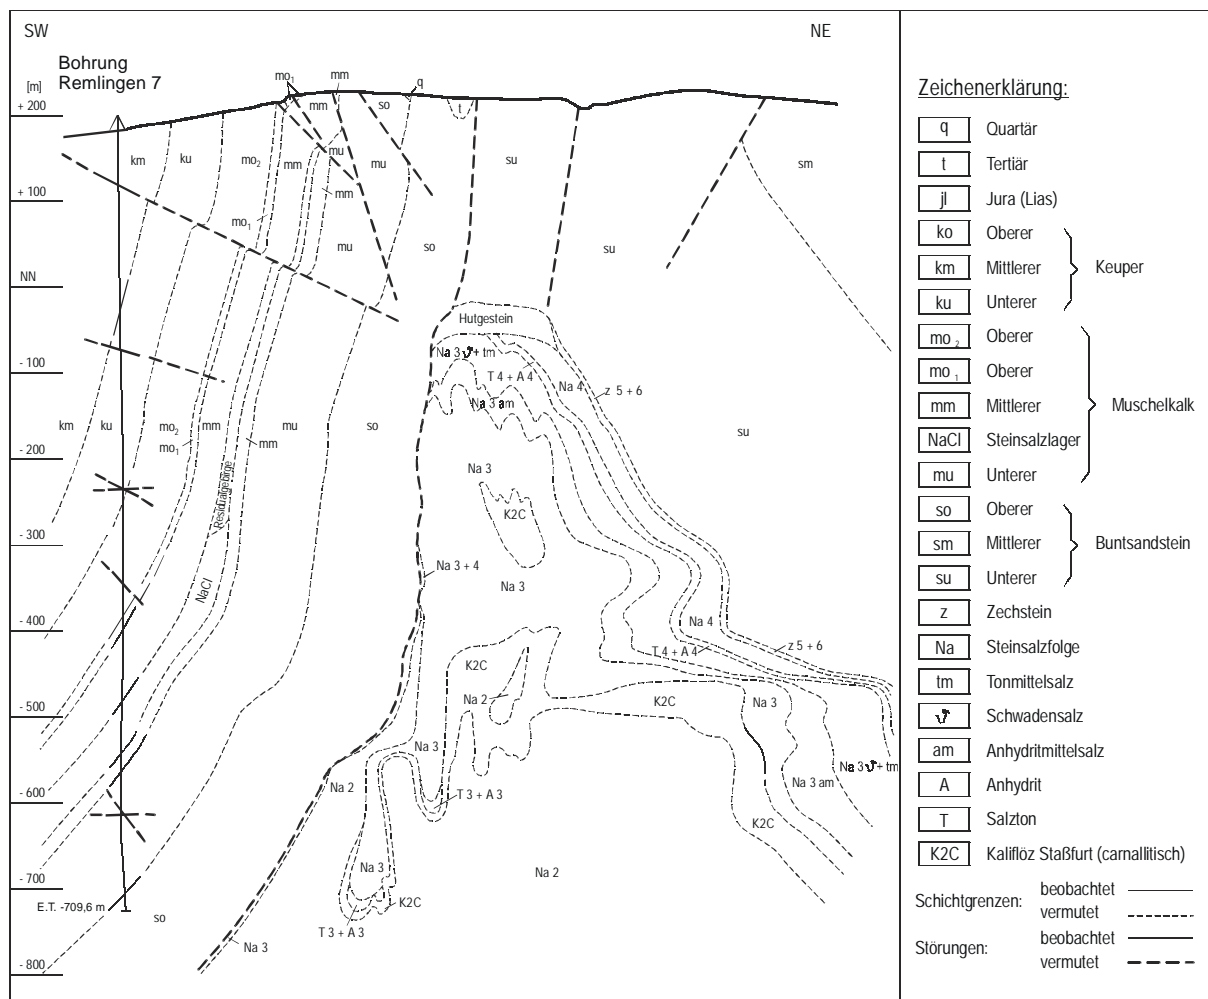 SW
NE
Bohrung
Remlingen 7
[m]
+ 200
+ 100
NN
- 100
- 200
- 300
- 400
- 500
- 600
- 700
- 800
mo1
mm
q
mm
so
t
km
ku
mo2
mm
mu
mu
su
sm
mm
mo1
mu
so
su
Hutgestein
Na 3 + tm
T 4 + A 4
Na 4
z 5 + 6
Na 3 am
km
ku
mo2
mo1
mm
mm
mu
so
su
Residualgebirge
Na 3
K2C
NaCl
Na 3 + 4
Na 3
Na 4
T 4 + A 4
z 5 + 6
K2C
Na 2
K2C
Na 3
Na 3
Na 3 + tm
Na 2
Na 3 am
T 3 + A 3
K2C
Na 3
Na 2
K2C
E.T. -709,6 m
so
T 3 + A 3
Na 3
Zeichenerklärung:
q Quartär
t Tertiär
jl Jura (Lias)
ko Oberer
km Mittlerer
Keuper
ku Unterer
mo2 Oberer
mo1 Oberer
mm Mittlerer
Muschelkalk
NaCl Steinsalzlager
mu Unterer
so Oberer
sm Mittlerer
Buntsandstein
su Unterer
z Zechstein
Na Steinsalzfolge
tm Tonmittelsalz
Schwadensalz
am Anhydritmittelsalz
A Anhydrit
T Salzton
K2C Kaliflöz Staßfurt (carnallitisch)
Schichtgrenzen:
beobachtet
vermutet
Störungen:
beobachtet
vermutet